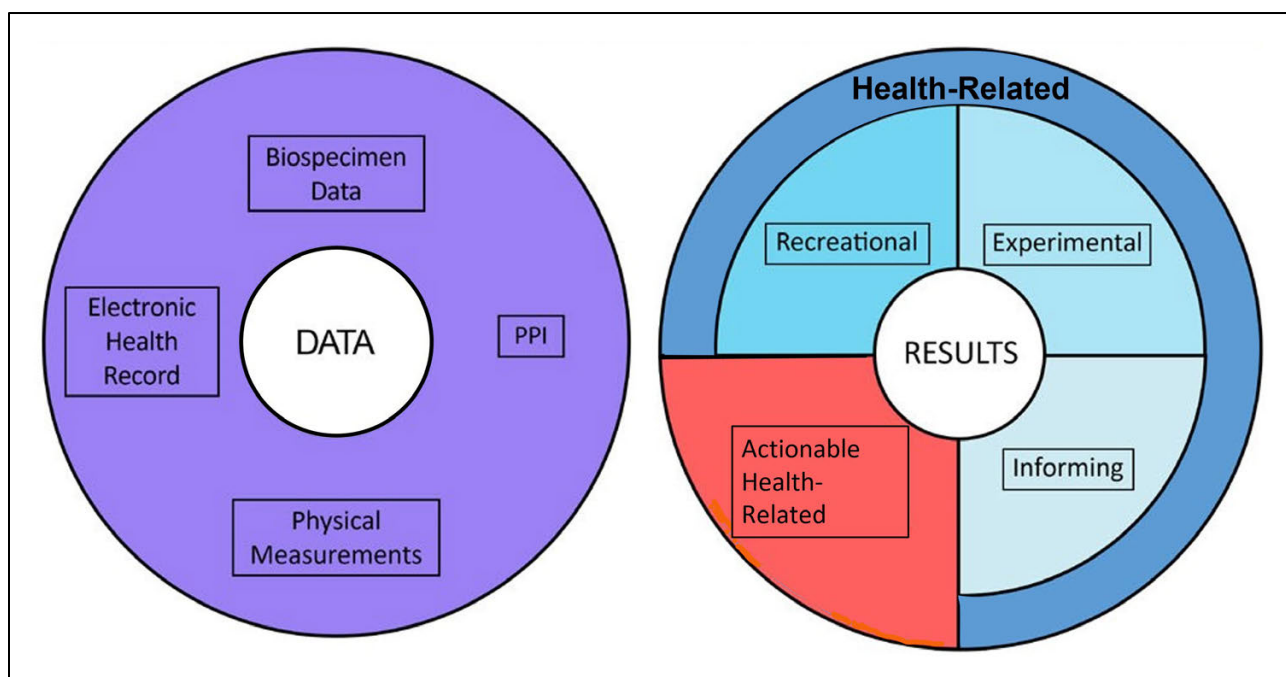 Biospecimen
Data
Electronic
Health
Record
DATA
PPI
Physical
Measurements
Health-Related
Recreational
Experimental
RESULTS
Actionable
Health-
Related
Informing